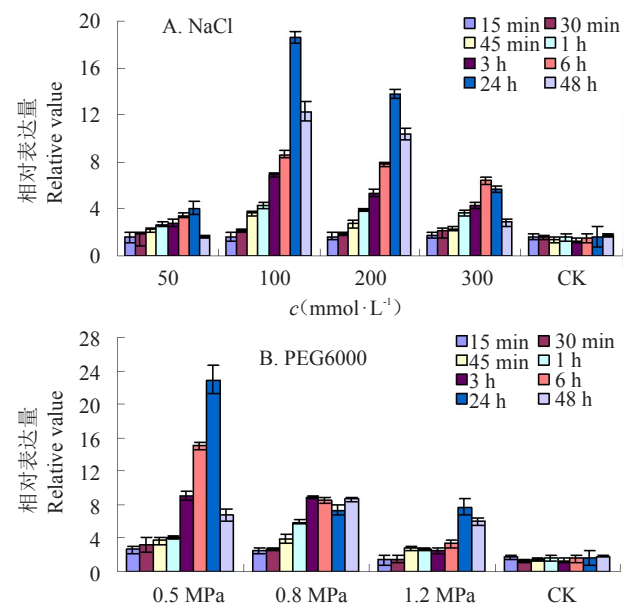 A. NaCl
15 min 30 min
45 min 1 h
3 h 6 h
24 h 48 h
20
16
12
8
4
0
相对表达量
Relative value
50 100 200 300 CK
c(mmol·L⁻¹)
B. PEG6000
15 min 30 min
45 min 1 h
3 h 6 h
24 h 48 h
28
24
20
16
12
8
4
0
相对表达量
Relative value
0.5 MPa 0.8 MPa 1.2 MPa CK